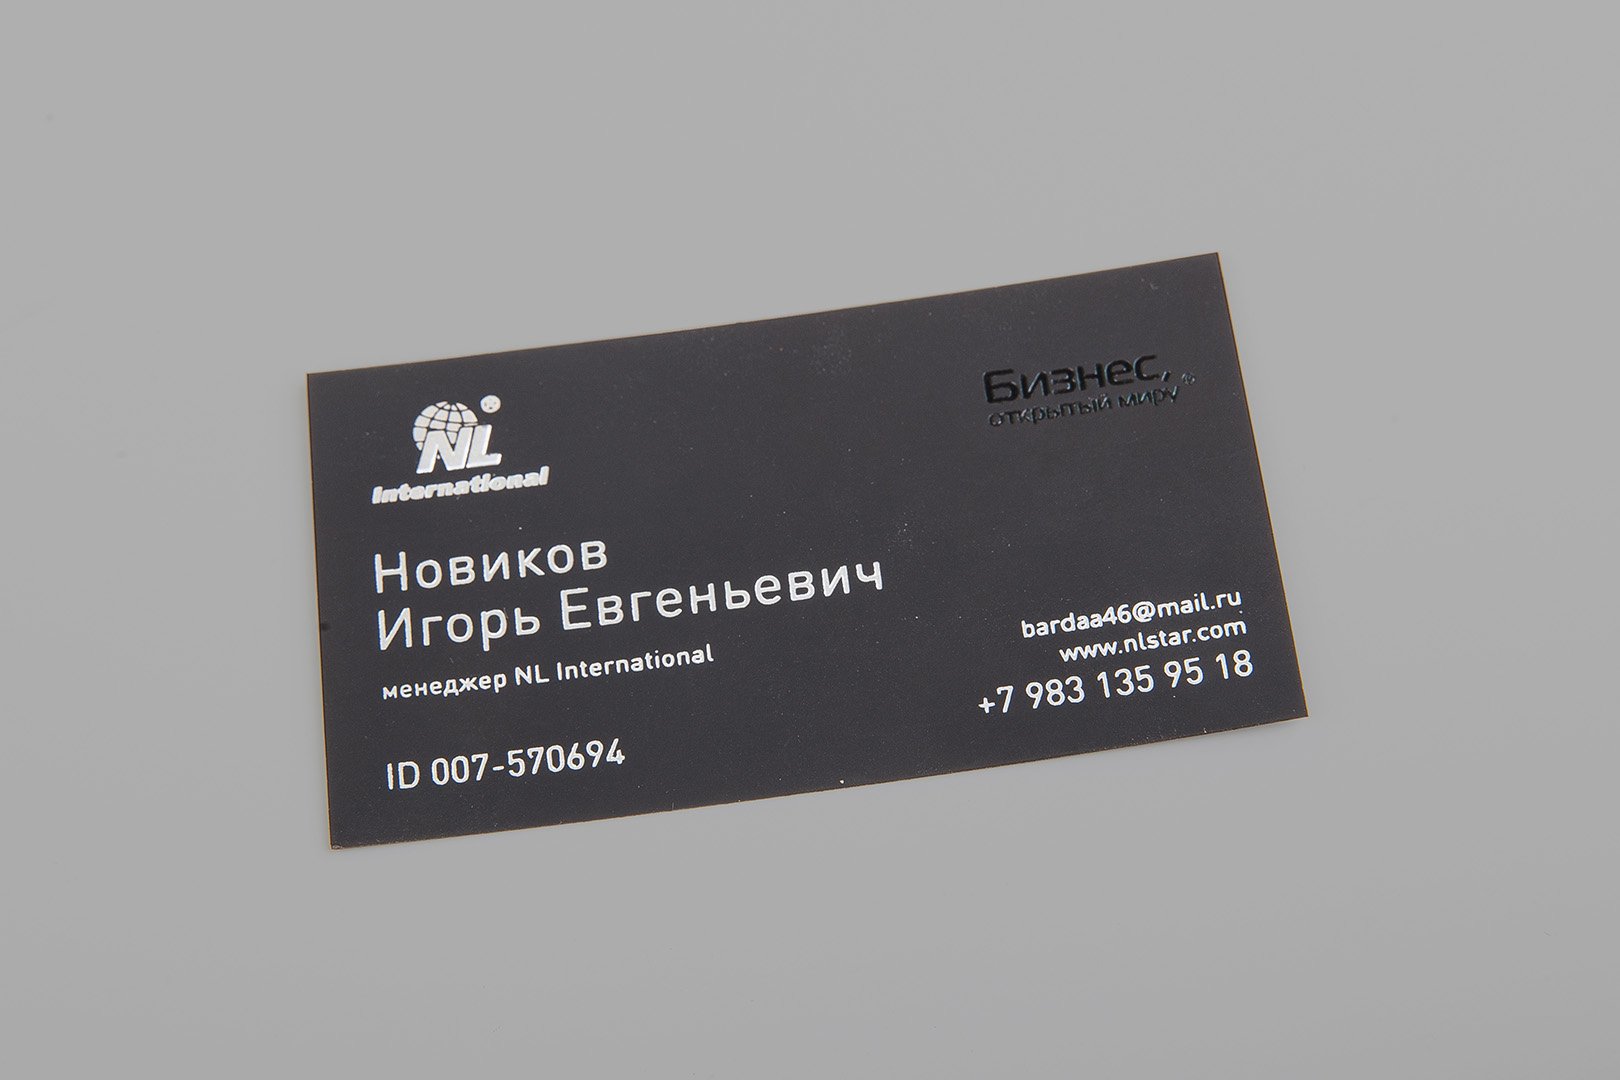 NL®
International
Бизнес,
открытый миру®
Новиков
Игорь Евгеньевич
менеджер NL International
ID 007-570694
bardaa46@mail.ru
www.nlstar.com
+7 983 135 95 18